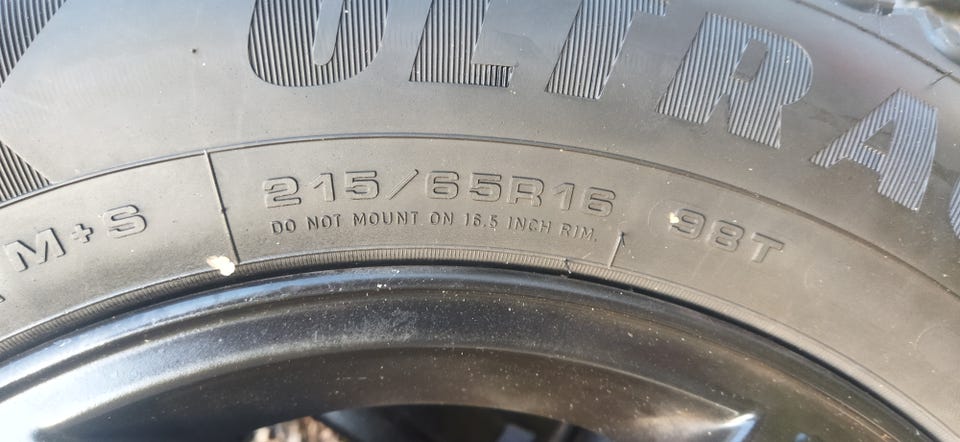 ULTRA
M+S
215/65R16 98T
DO NOT MOUNT ON 16.5 INCH RIM.